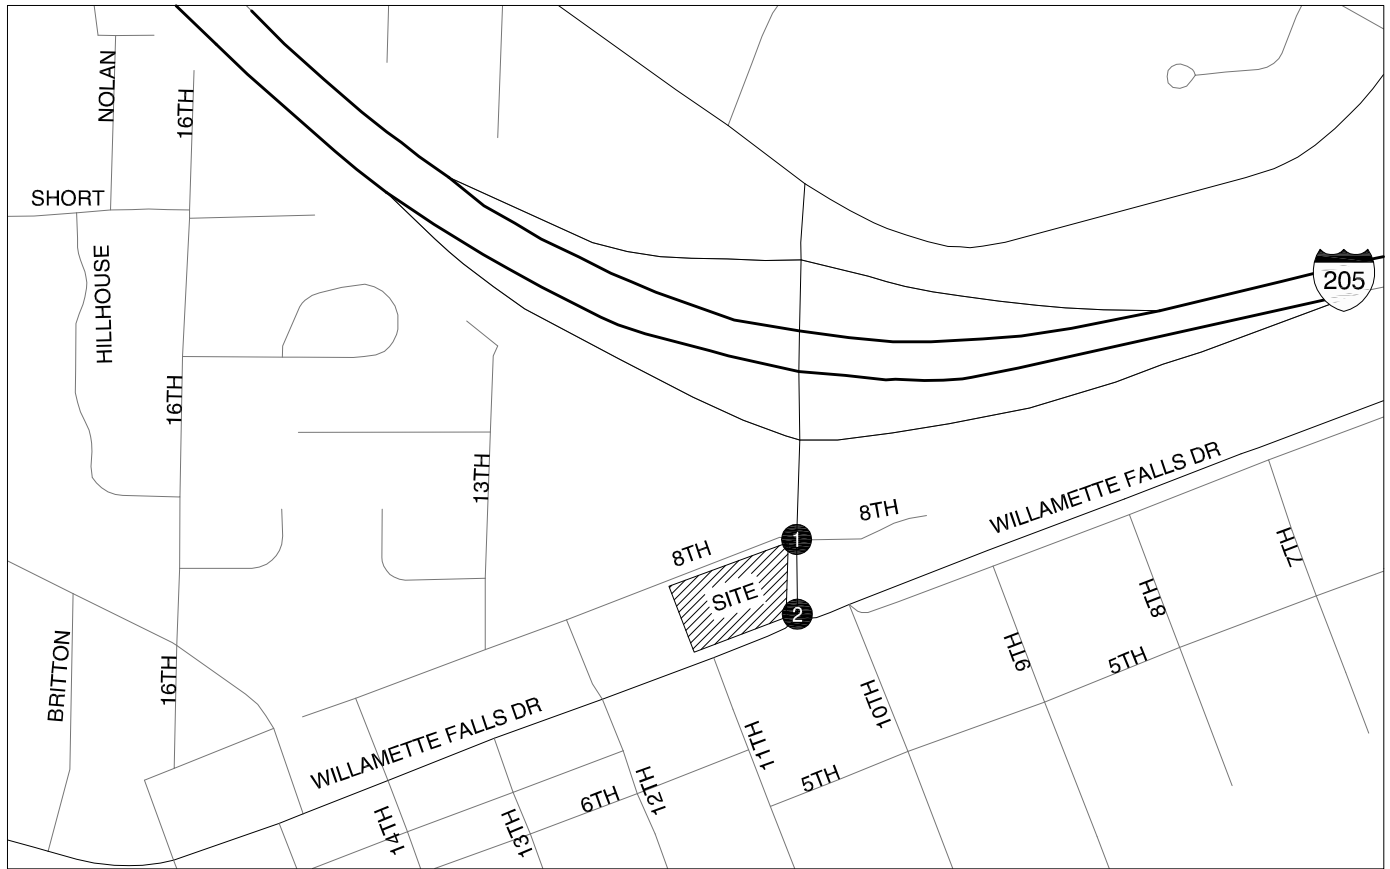 NOLAN
16TH
SHORT
HILLHOUSE
205
16TH
13TH
WILLAMETTE FALLS DR
8TH
1
8TH
7TH
SITE
8TH
2
9TH
5TH
BRITTON
16TH
10TH
WILLAMETTE FALLS DR
11TH
5TH
12TH
6TH
14TH
13TH